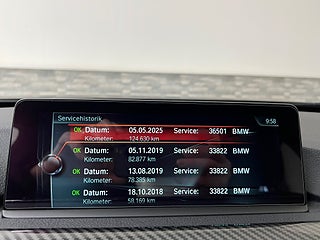 Servicehistorik
9:58
OK Datum: 05.05.2025 Service: 36501 BMW
Kilometer: 124.630 km
OK Datum: 05.11.2019 Service: 33822 BMW
Kilometer: 82.877 km
OK Datum: 13.08.2019 Service: 33822 BMW
Kilometer: 78.385 km
OK Datum: 18.10.2018 Service: 33822 BMW
Kilometer: 58.169 km